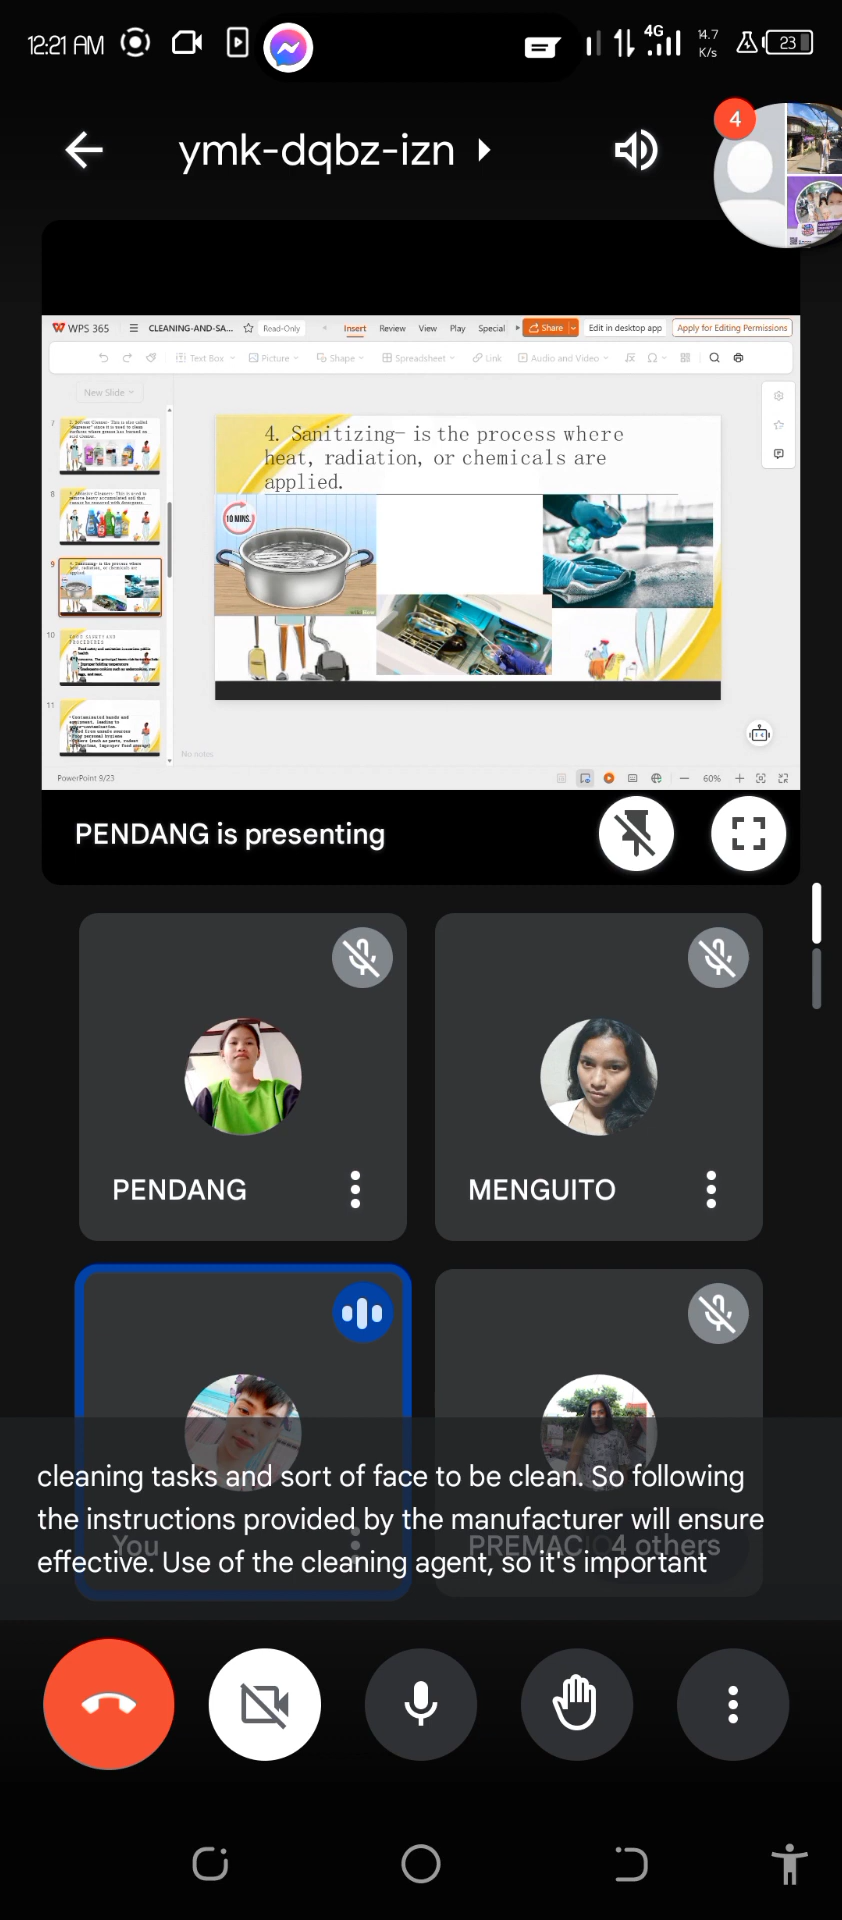 12:21 AM
4G
14.7
K/s
23
ymk-dqbz-izn
4
WPS 365
CLEANING-AND-SA...
Read-Only
Insert
Review
View
Play
Special
Share
Edit in desktop app
Apply for Editing Permissions
Text Box
Picture
Shape
Spreadsheet
Link
Audio and Video
New Slide
7
8
9
10
11
4. Sanitizing- is the process where
heat, radiation, or chemicals are
applied.
10 MINS.
No notes
PowerPoint 9/23
60%
PENDANG is presenting
PENDANG
MENGUITO
cleaning tasks and sort of face to be clean. So following
the instructions provided by the manufacturer will ensure
You
PREMAC
4 others
effective. Use of the cleaning agent, so it's important